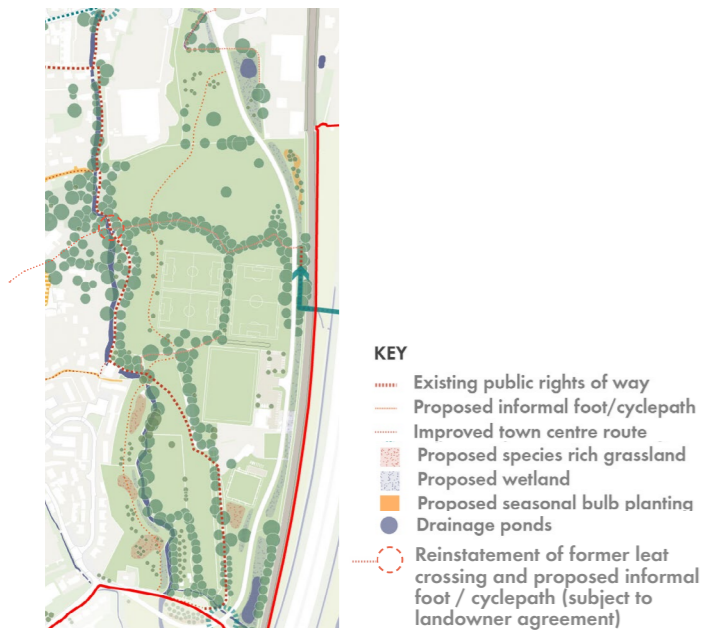 KEY
Existing public rights of way
Proposed informal foot/cyclepath
Improved town centre route
Proposed species rich grassland
Proposed wetland
Proposed seasonal bulb planting
Drainage ponds
Reinstatement of former leat
crossing and proposed informal
foot / cyclepath (subject to
landowner agreement)